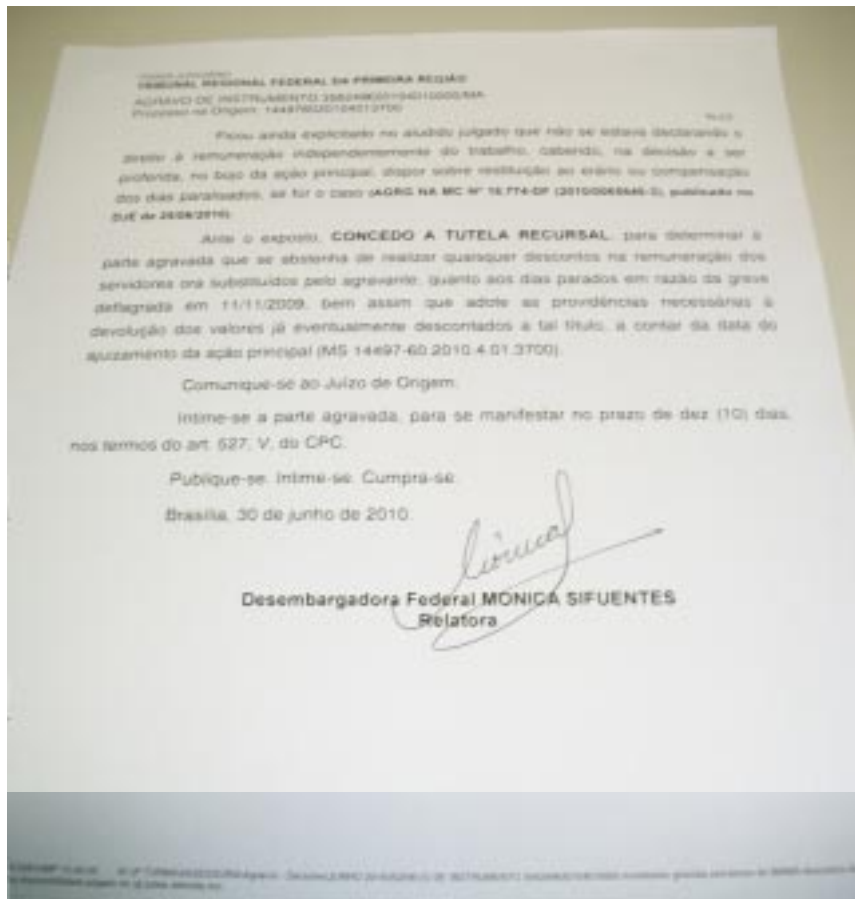 PODER JUDICIÁRIO
TRIBUNAL REGIONAL FEDERAL DA PRIMEIRA REGIÃO
AGRAVO DE INSTRUMENTO
Processo na Origem: 144976020104013700
Ficou ainda explicitado no aludido julgado que não se estava declarando o
direito à remuneração independentemente do trabalho, cabendo, na decisão a ser
proferida, no bojo da ação principal, dispor sobre restituição ao erário ou compensação
dos dias paralisados, se for o caso (AGRG NA MC Nº 16.774-DF publicado no
DJE de
Ante o exposto, CONCEDO A TUTELA RECURSAL, para determinar à
parte agravada que se abstenha de realizar quaisquer descontos na remuneração dos
servidores ora substituídos pelo agravante, quanto aos dias parados em razão da greve
deflagrada em 11/11/2009, bem assim que adote as providências necessárias à
devolução dos valores já eventualmente descontados a tal título, a contar da data do
ajuizamento da ação principal (MS 14497-60.2010.4.01.3700).
Comunique-se ao Juízo de Origem.
Intime-se a parte agravada, para se manifestar no prazo de dez (10) dias,
nos termos do art. 527, V, do CPC.
Publique-se. Intime-se. Cumpra-se.
Brasília, 30 de junho de 2010.
Desembargadora Federal MONICA SIFUENTES
Relatora